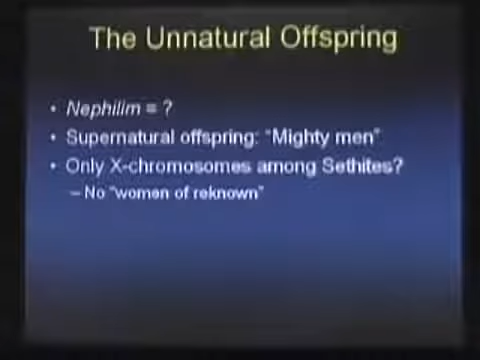 The Unnatural Offspring
• Nephilim = ?
• Supernatural offspring: "Mighty men"
• Only X-chromosomes among Sethites?
– No "women of reknown"